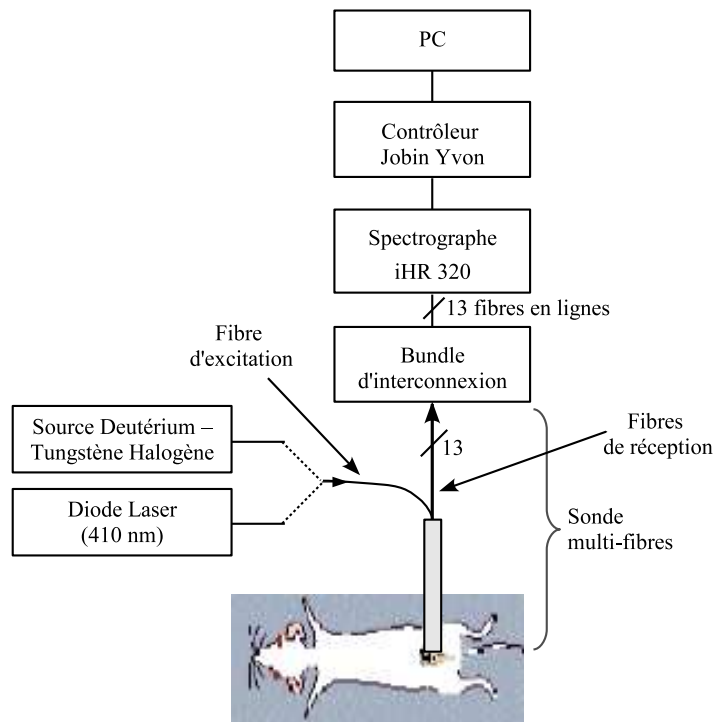 PC
Contrôleur
Jobin Yvon
Spectrographe
iHR 320
13 fibres en lignes
Fibre
d'excitation
Bundle
d'interconnexion
Source Deutérium –
Tungstène Halogène
13
Fibres
de réception
Diode Laser
(410 nm)
Sonde
multi-fibres